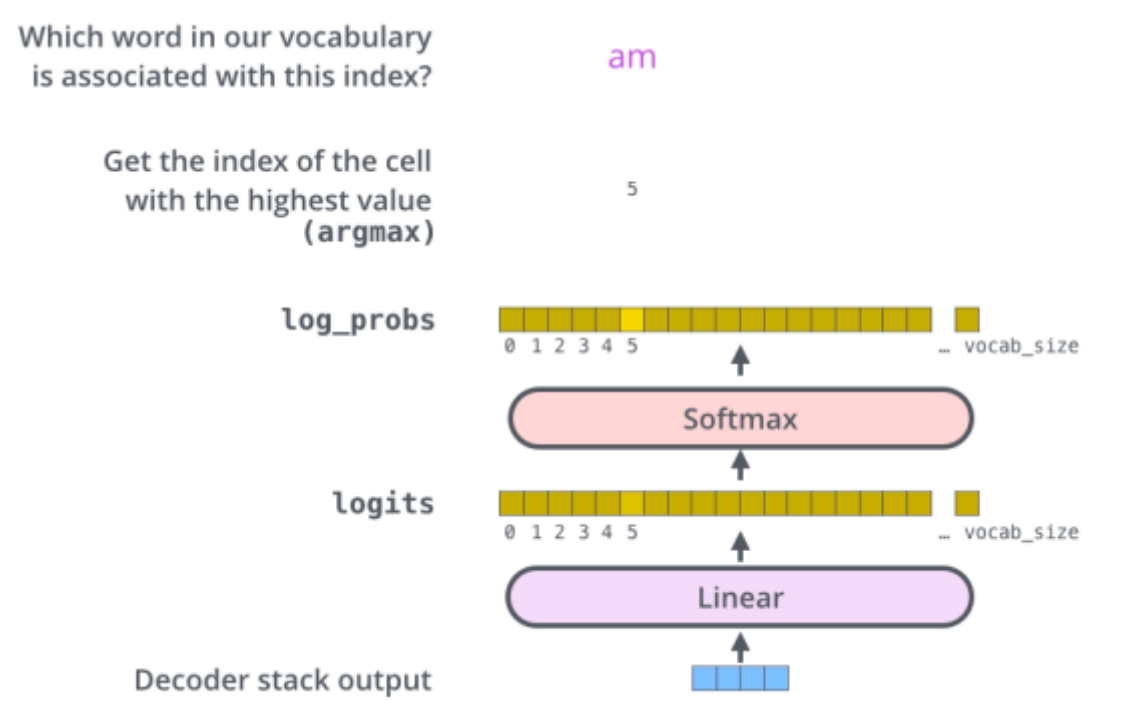 Which word in our vocabulary
is associated with this index?
am
Get the index of the cell
with the highest value
(argmax)
5
log_probs
0 1 2 3 4 5 … vocab_size
Softmax
logits
0 1 2 3 4 5 … vocab_size
Linear
Decoder stack output